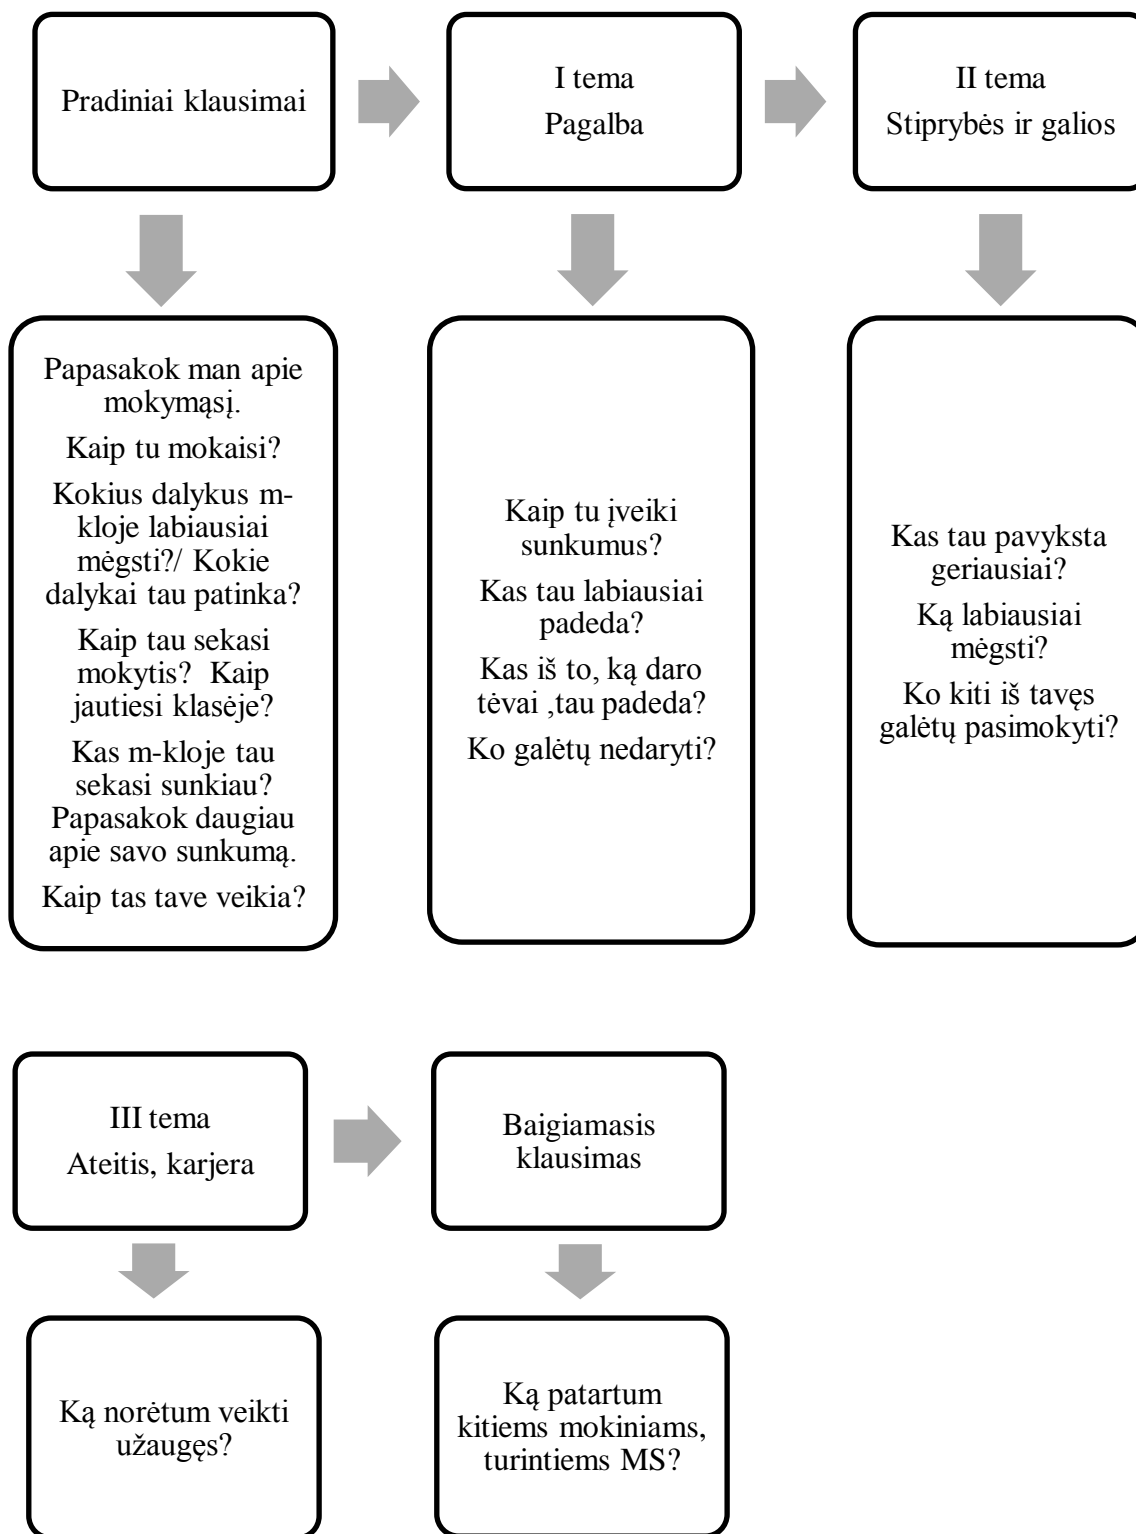 Pradiniai klausimai
I tema
Pagalba
II tema
Stiprybės ir galios
Papasakok man apie
mokymąsį.
Kaip tu mokaisi?
Kokius dalykus m-
kloje labiausiai
mėgsti?/ Kokie
dalykai tau patinka?
Kaip tau sekasi
mokytis? Kaip
jautiesi klasėje?
Kas m-kloje tau
sekasi sunkiau?
Papasakok daugiau
apie savo sunkumą.
Kaip tas tave veikia?
Kaip tu įveiki
sunkumus?
Kas tau labiausiai
padeda?
Kas iš to, ką daro
tėvai ,tau padeda?
Ko galėtų nedaryti?
Kas tau pavyksta
geriausiai?
Ką labiausiai
mėgsti?
Ko kiti iš tavęs
galėtų pasimokyti?
III tema
Ateitis, karjera
Baigiamasis
klausimas
Ką norėtum veikti
užaugęs?
Ką patartum
kitiems mokiniams,
turintiems MS?